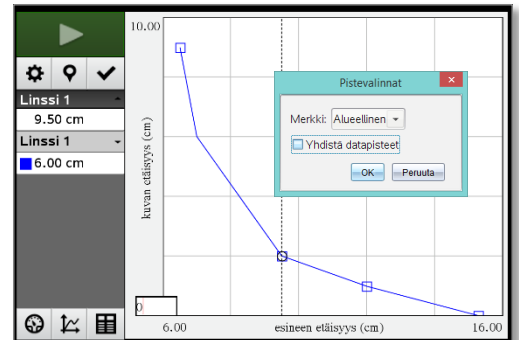 10.00
Linssi 1
9.50 cm
Linssi 1
6.00 cm
kuvan etäisyys (cm)
0
6.00
esineen etäisyys (cm)
16.00
Pistevalinnat
Merkki: Alueellinen
Yhdistä datapisteet
OK Peruuta